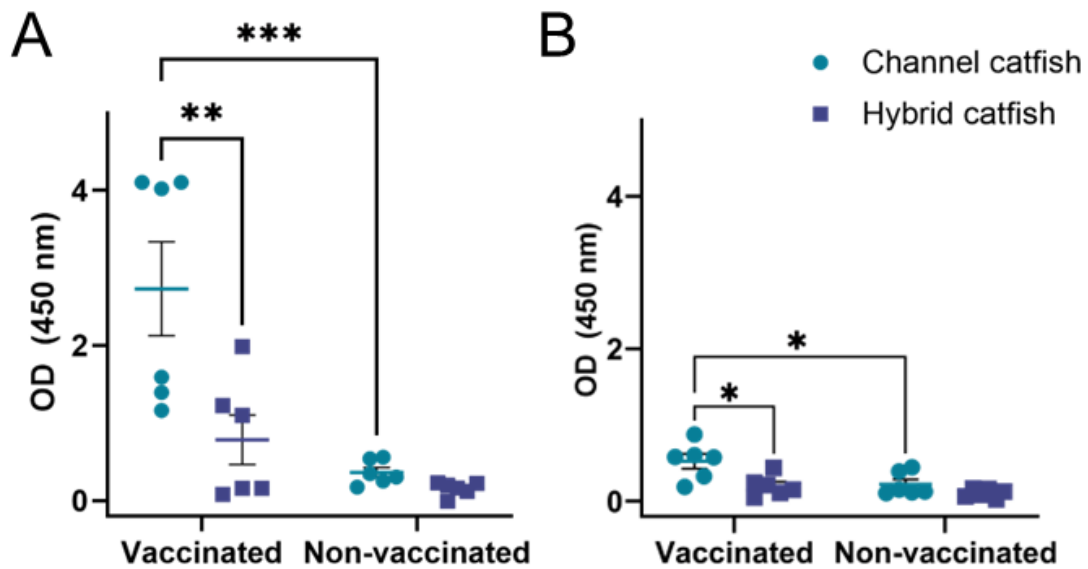 A
***
**
4
2
0
OD (450 nm)
Vaccinated Non-vaccinated
B
Channel catfish
Hybrid catfish
4
2
0
OD (450 nm)
*
*
Vaccinated Non-vaccinated